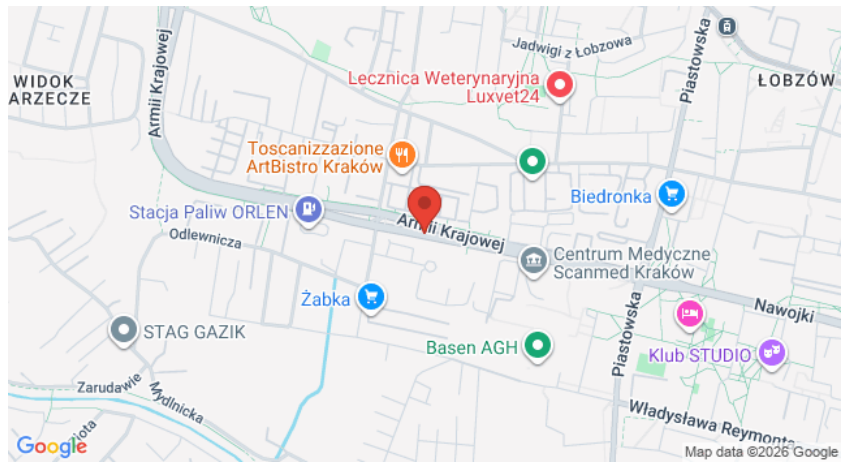 Jadwigi z Łobzowa
Piastowska
ŁOBZÓW
WIDOK
ARZECZE
Armii Krajowej
Lecznica Weterynaryjna
Luxvet24
Toscanizzazione
ArtBistro Kraków
Biedronka
Stacja Paliw ORLEN
Armii Krajowej
Odlewnicza
Centrum Medyczne
Scanmed Kraków
Żabka
Nawojki
STAG GAZIK
Basen AGH
Piastowska
Klub STUDIO
Zarudawie
Mydlnicka
Władysława Reymonta
Google
Map data ©2026 Google